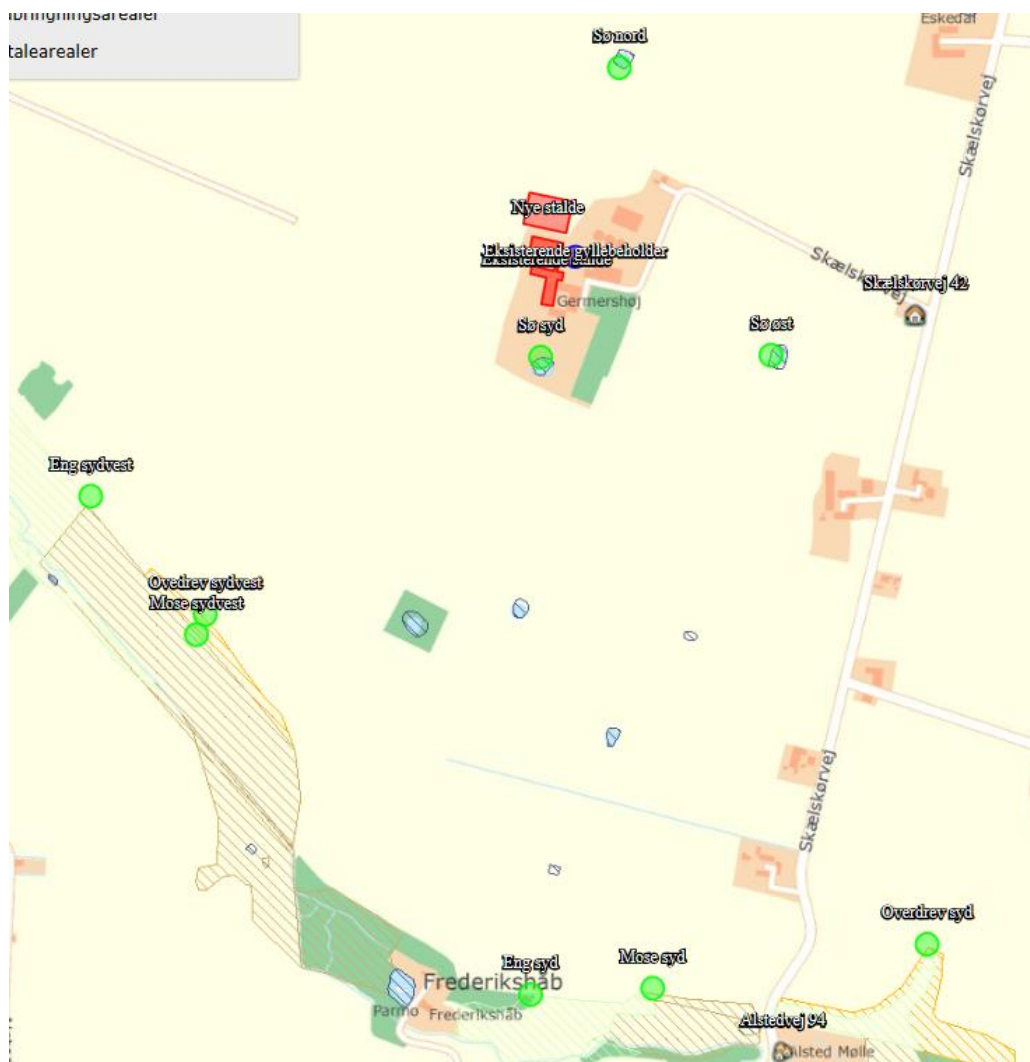 dbringningsarealer
talearealer
Sø nord
Eskedal
Skælskørvej
Nye stalde
Eksisterende gyllebeholder
Eksisterende stalde
Skælskørvej
Skælskørvej 42
Germershøj
Sø syd
Sø øst
Eng sydvest
Ovedrev sydvest
Mose sydvest
Skælskørvej
Overdrev syd
Mose syd
Eng syd
Frederikshåb
Parmo
Frederikshåb
Alstedvej 94
Alsted Mølle